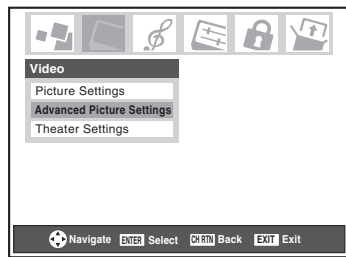 Video
Picture Settings
Advanced Picture Settings
Theater Settings
Navigate ENTER Select CH RTN Back EXIT Exit